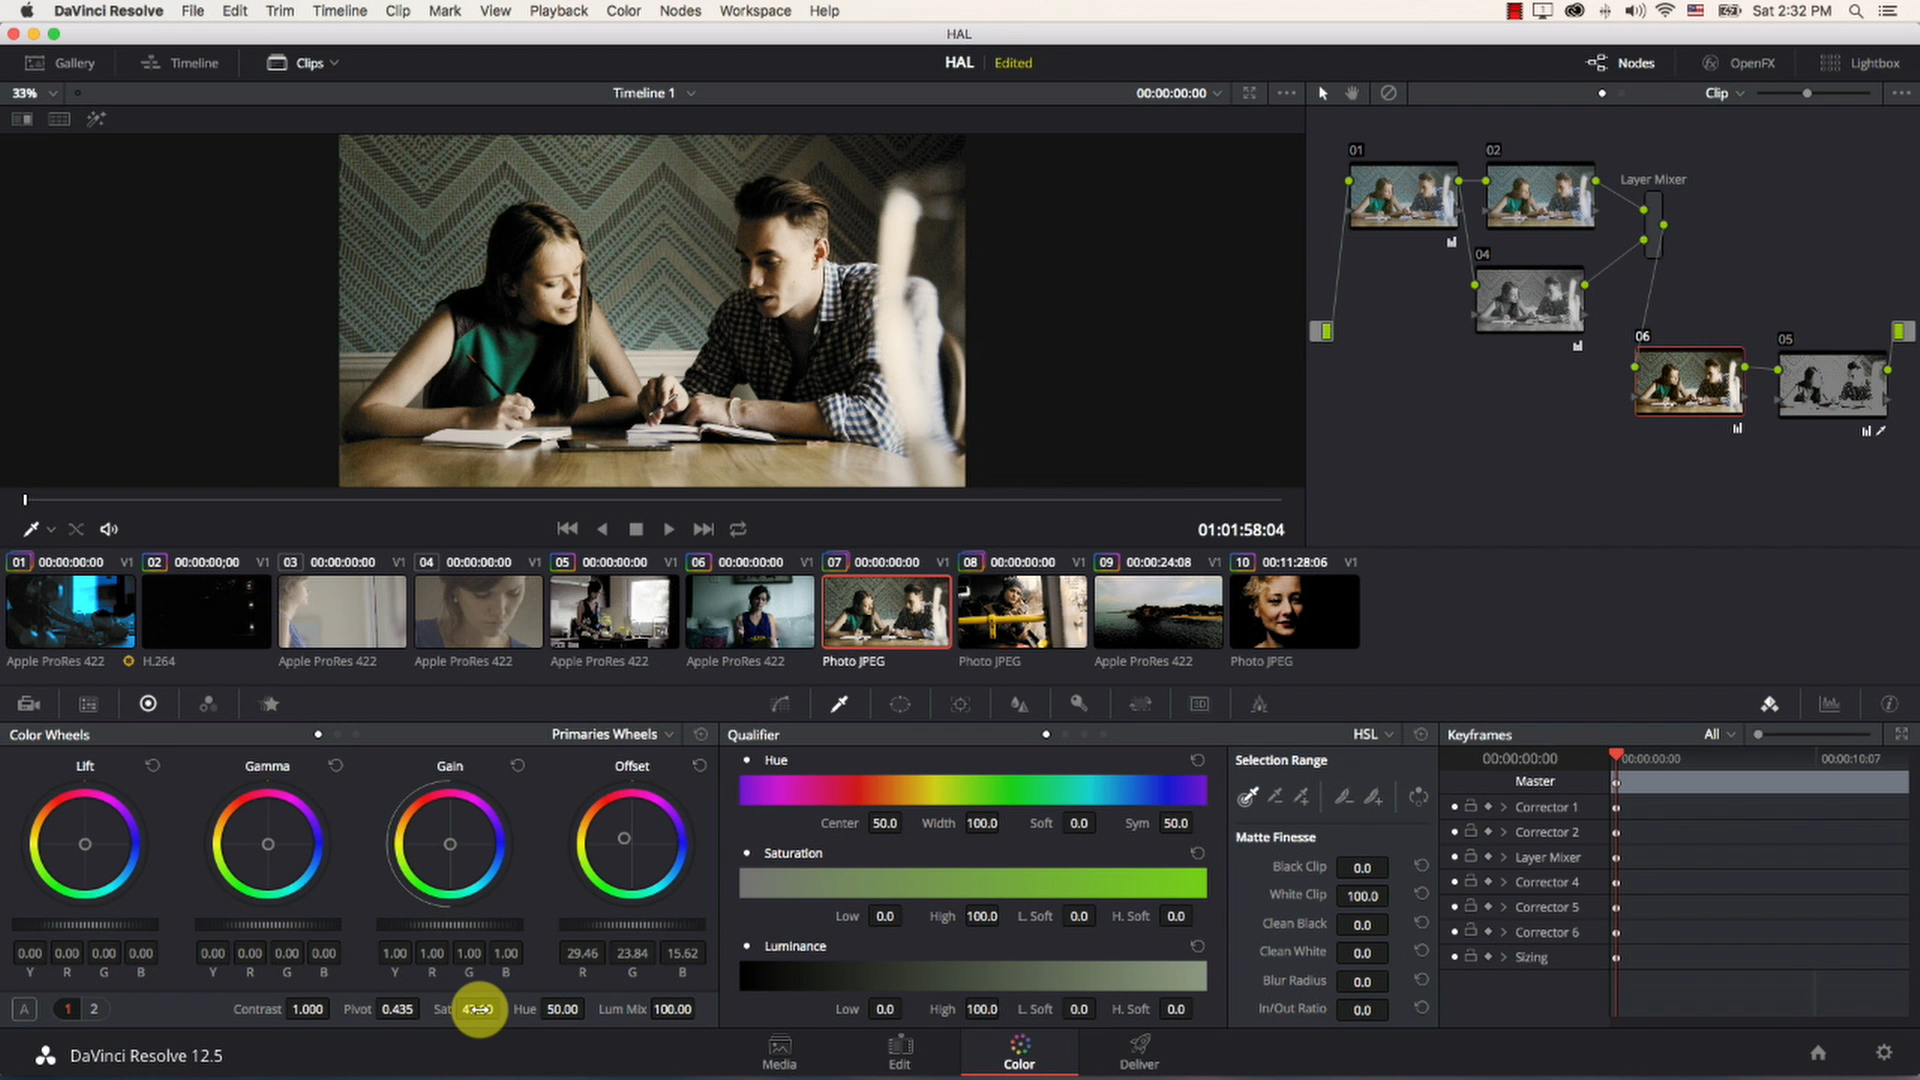 DaVinci Resolve File Edit Trim Timeline Clip Mark View Playback Color Nodes Workspace Help Sat 2:32 PM
HAL
Gallery Timeline Clips HAL Edited Nodes OpenFX Lightbox
33% Timeline 1 00:00:00:00 Clip
01 02
Layer Mixer
04
06 05
01:01:58:04
01 00:00:00:00 V1 02 00:00:00;00 V1 03 00:00:00:00 V1 04 00:00:00:00 V1 05 00:00:00:00 V1 06 00:00:00:00 V1 07 00:00:00:00 V1 08 00:00:00:00 V1 09 00:00:24:08 V1 10 00:11:28:06 V1
Apple ProRes 422 H.264 Apple ProRes 422 Apple ProRes 422 Apple ProRes 422 Apple ProRes 422 Photo JPEG Photo JPEG Apple ProRes 422 Photo JPEG
3D
Color Wheels Primaries Wheels Qualifier HSL Keyframes All
Lift Gamma Gain Offset
0.00 0.00 0.00 0.00 0.00 0.00 0.00 0.00 1.00 1.00 1.00 1.00 29.46 23.84 15.62
Y R G B Y R G B Y R G B R G B
A 1 2 Contrast 1.000 Pivot 0.435 Sat Hue 50.00 Lum Mix 100.00
Hue
Center 50.0 Width 100.0 Soft 0.0 Sym 50.0
Saturation
Low 0.0 High 100.0 L. Soft 0.0 H. Soft 0.0
Luminance
Low 0.0 High 100.0 L. Soft 0.0 H. Soft 0.0
Selection Range
Matte Finesse
Black Clip 0.0
White Clip 100.0
Clean Black 0.0
Clean White 0.0
Blur Radius 0.0
In/Out Ratio 0.0
00:00:00:00 00:00:00:00 00:00:10:07
Master
Corrector 1
Corrector 2
Layer Mixer
Corrector 4
Corrector 5
Corrector 6
Sizing
DaVinci Resolve 12.5 Media Edit Color Deliver